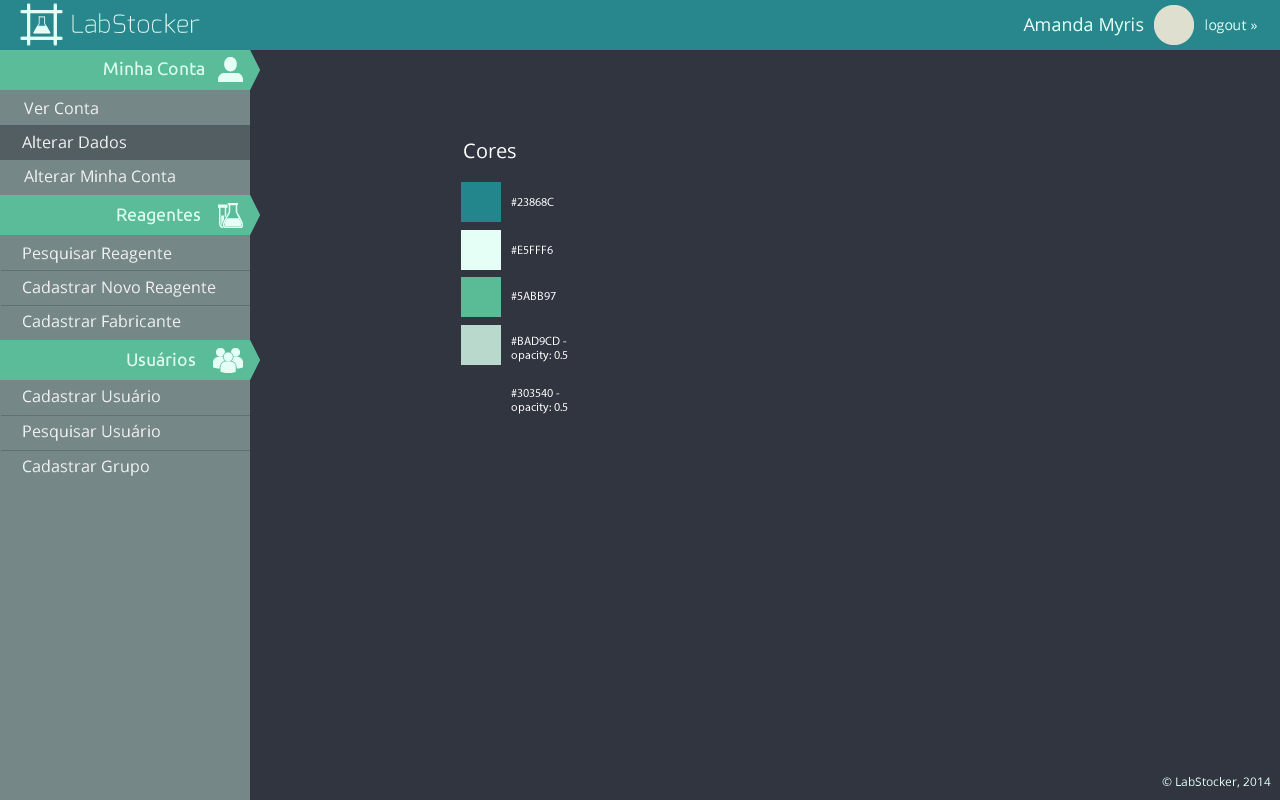 LabStocker
Amanda Myris
logout »
Minha Conta
Ver Conta
Alterar Dados
Alterar Minha Conta
Reagentes
Pesquisar Reagente
Cadastrar Novo Reagente
Cadastrar Fabricante
Usuários
Cadastrar Usuário
Pesquisar Usuário
Cadastrar Grupo
Cores
#23868C
#E5FFF6
#5ABB97
#BAD9CD -
opacity: 0.5
#303540 -
opacity: 0.5
© LabStocker, 2014